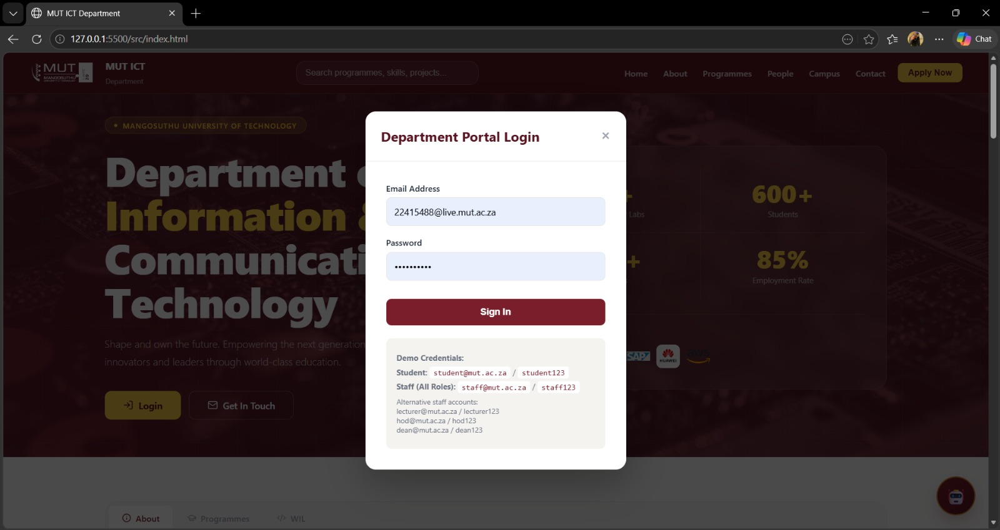 MUT ICT Department
127.0.0.1:5500/src/index.html
Chat
MUT
MANGOSUTHU
MUT ICT
Department
Search programmes, skills, projects...
Home
About
Programmes
People
Campus
Contact
Apply Now
MANGOSUTHU UNIVERSITY OF TECHNOLOGY
Department
Information &
Communicati
Technology
Shape and own the future. Empowering the next generation
innovators and leaders through world-class education.
Login
Get In Touch
Department Portal Login
Email Address
22415488@live.mut.ac.za
Password
••••••••••
Sign In
Demo Credentials:
Student: student@mut.ac.za / student123
Staff (All Roles): staff@mut.ac.za / staff123
Alternative staff accounts:
lecturer@mut.ac.za / lecturer123
hod@mut.ac.za / hod123
dean@mut.ac.za / dean123
+
Labs
600+
Students
+
85%
Employment Rate
SAP
HUAWEI
aws
About
Programmes
WIL